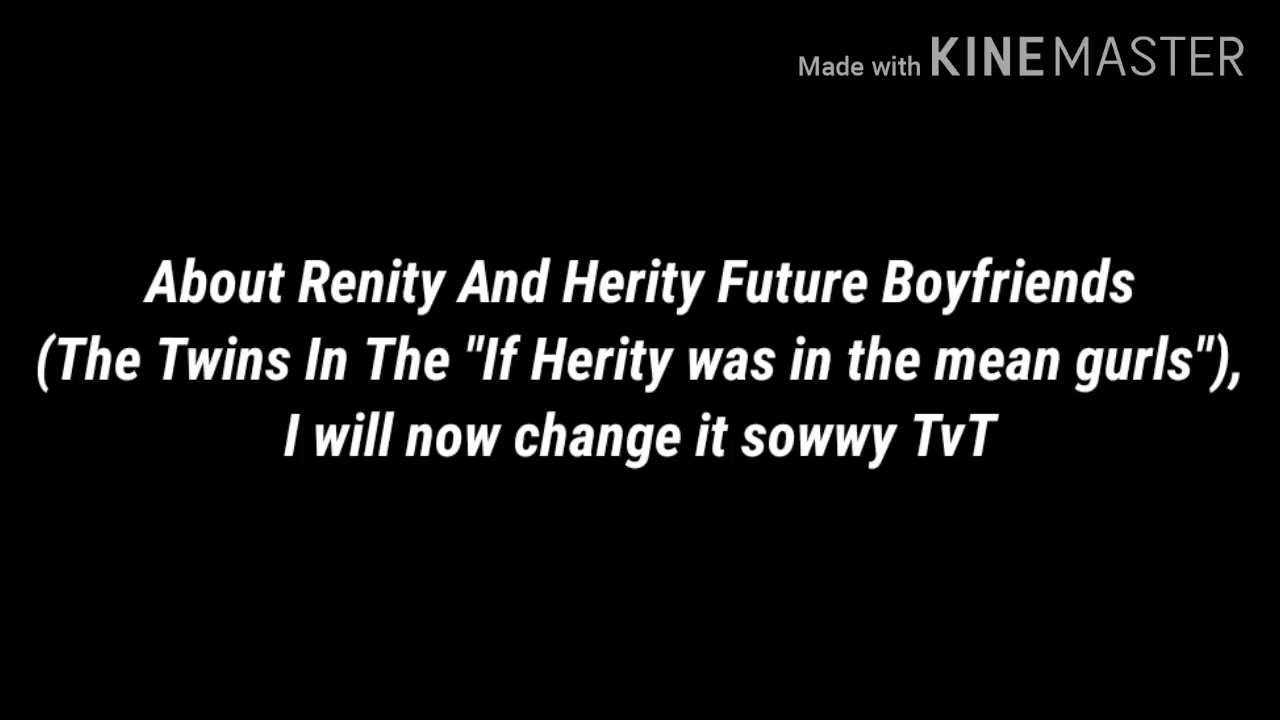 Made with KINEMASTER
About Renity And Herity Future Boyfriends
(The Twins In The "If Herity was in the mean gurls"),
I will now change it sowwy TvT